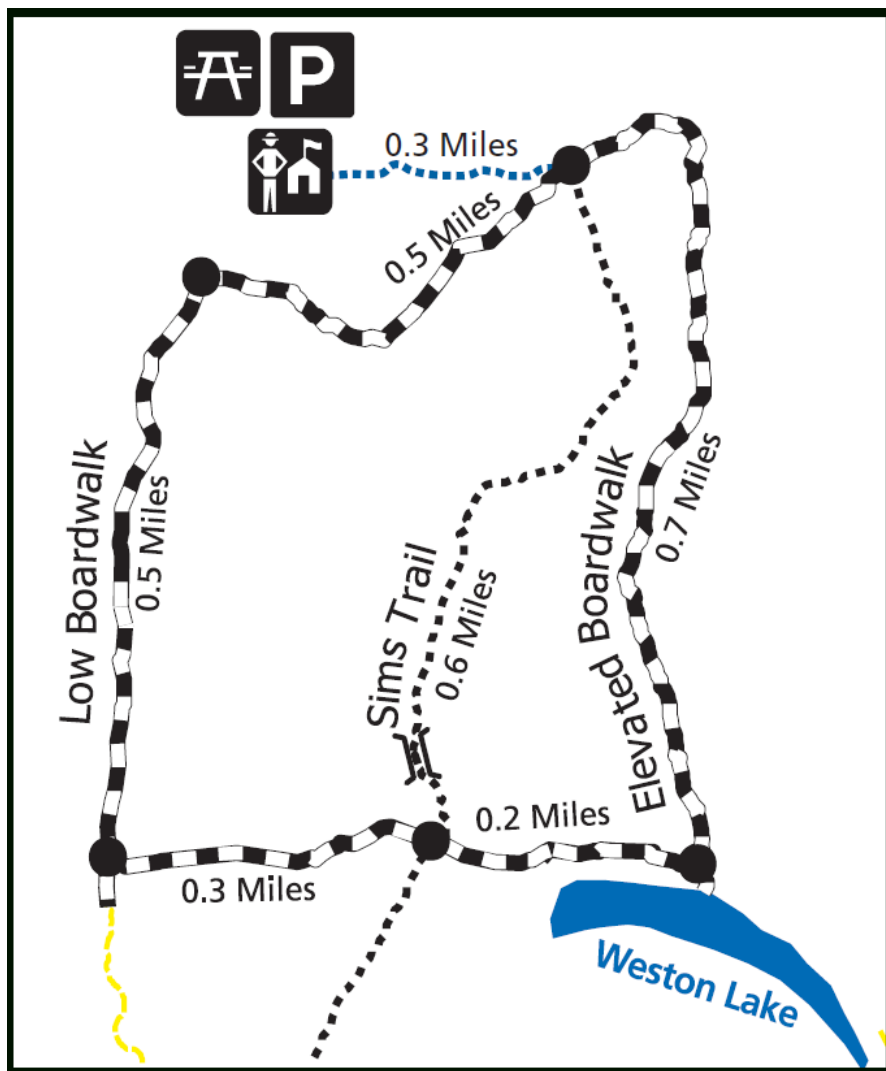 P
0.3 Miles
0.5 Miles
Low Boardwalk
0.5 Miles
Sims Trail
0.6 Miles
Elevated Boardwalk
0.7 Miles
0.2 Miles
0.3 Miles
Weston Lake